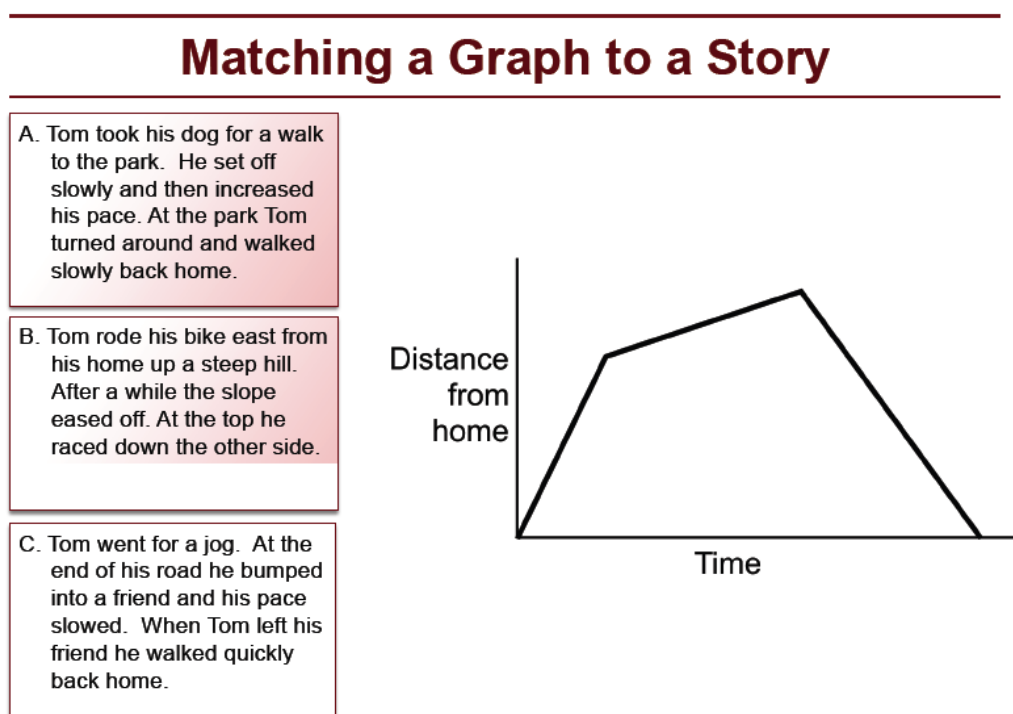 Matching a Graph to a Story
A. Tom took his dog for a walk
to the park. He set off
slowly and then increased
his pace. At the park Tom
turned around and walked
slowly back home.
B. Tom rode his bike east from
his home up a steep hill.
After a while the slope
eased off. At the top he
raced down the other side.
C. Tom went for a jog. At the
end of his road he bumped
into a friend and his pace
slowed. When Tom left his
friend he walked quickly
back home.
Distance
from
home
Time